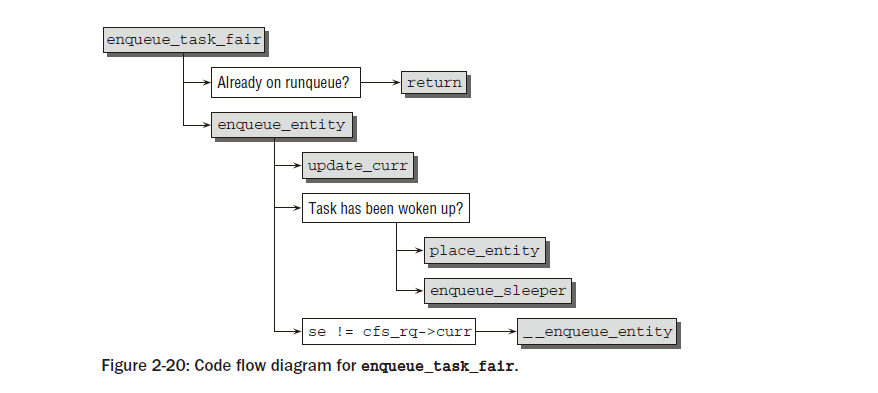 enqueue_task_fair
Already on runqueue?
return
enqueue_entity
update_curr
Task has been woken up?
place_entity
enqueue_sleeper
se != cfs_rq->curr
__enqueue_entity
Figure 2-20: Code flow diagram for enqueue_task_fair.